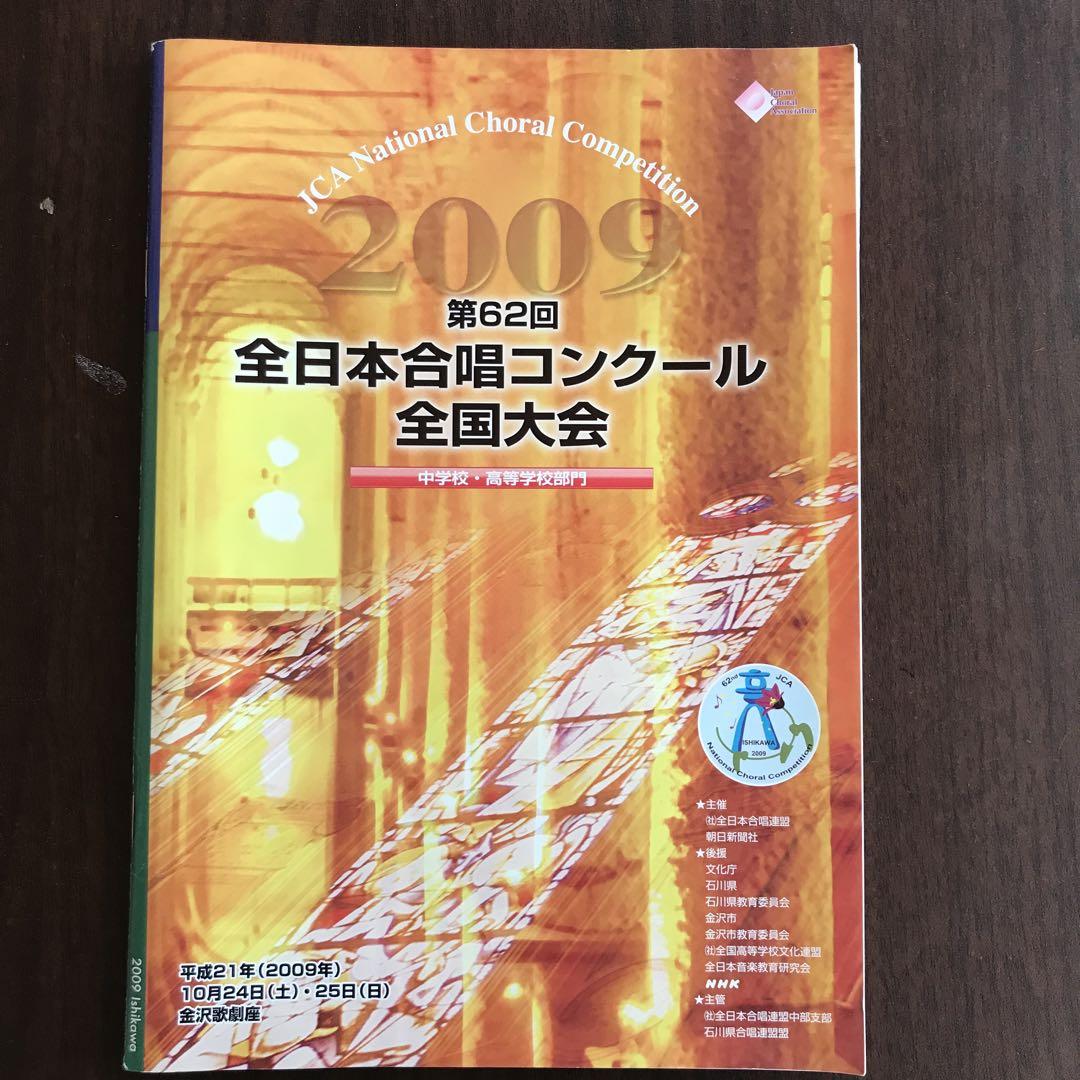 Japan
Choral
Association
JCA National Choral Competition
2009
第62回
全日本合唱コンクール
全国大会
中学校・高等学校部門
62nd JCA
音
ISHIKAWA
2009
National Choral Competition
★主催
㈳全日本合唱連盟
朝日新聞社
★後援
文化庁
石川県
石川県教育委員会
金沢市
金沢市教育委員会
㈳全国高等学校文化連盟
全日本音楽教育研究会
NHK
★主管
㈳全日本合唱連盟中部支部
石川県合唱連盟盟
平成21年（2009年）
10月24日（土）・25日（日）
金沢歌劇座
2009 Ishikawa